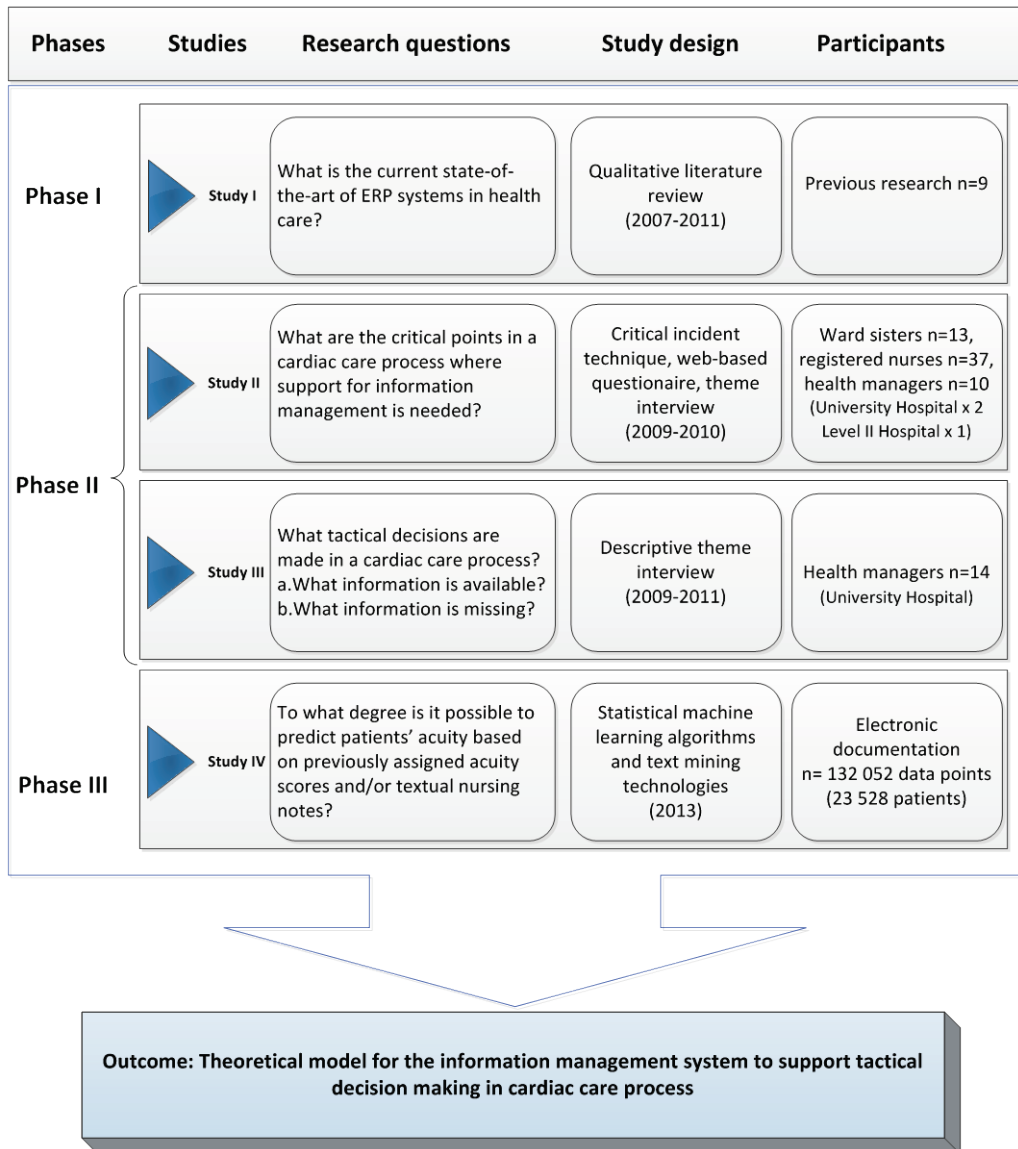 Phases Studies Research questions Study design Participants
Phase I
Study I
What is the current state-of-
the-art of ERP systems in health
care?
Qualitative literature
review
(2007-2011)
Previous research n=9
Phase II
Study II
What are the critical points in a
cardiac care process where
support for information
management is needed?
Critical incident
technique, web-based
questionaire, theme
interview
(2009-2010)
Ward sisters n=13,
registered nurses n=37,
health managers n=10
(University Hospital x 2
Level II Hospital x 1)
Study III
What tactical decisions are
made in a cardiac care process?
a.What information is available?
b.What information is missing?
Descriptive theme
interview
(2009-2011)
Health managers n=14
(University Hospital)
Phase III
Study IV
To what degree is it possible to
predict patients’ acuity based
on previously assigned acuity
scores and/or textual nursing
notes?
Statistical machine
learning algorithms
and text mining
technologies
(2013)
Electronic
documentation
n= 132 052 data points
(23 528 patients)
Outcome: Theoretical model for the information management system to support tactical
decision making in cardiac care process